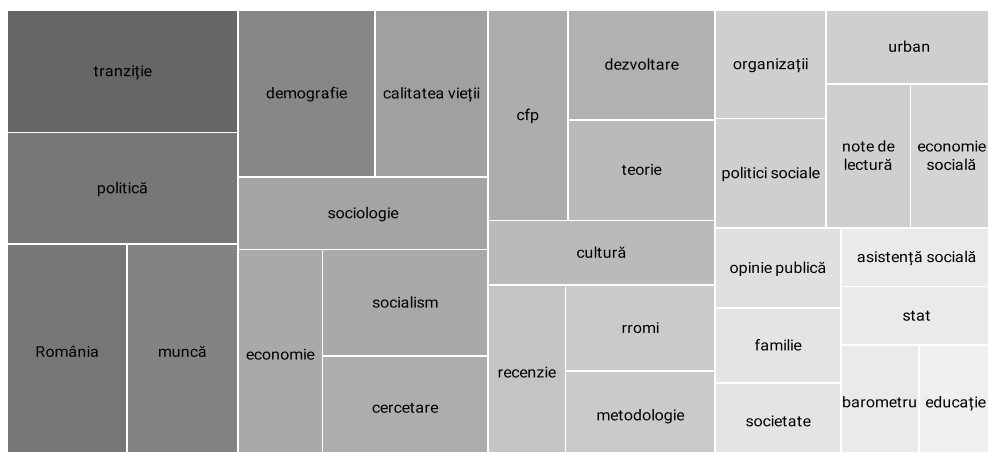 tranziție
politică
România
muncă
demografie
calitatea vieții
sociologie
economie
socialism
cercetare
cfp
dezvoltare
teorie
cultură
recenzie
rromi
metodologie
organizații
politici sociale
urban
note de
lectură
economie
socială
opinie publică
familie
societate
asistență socială
stat
barometru
educație